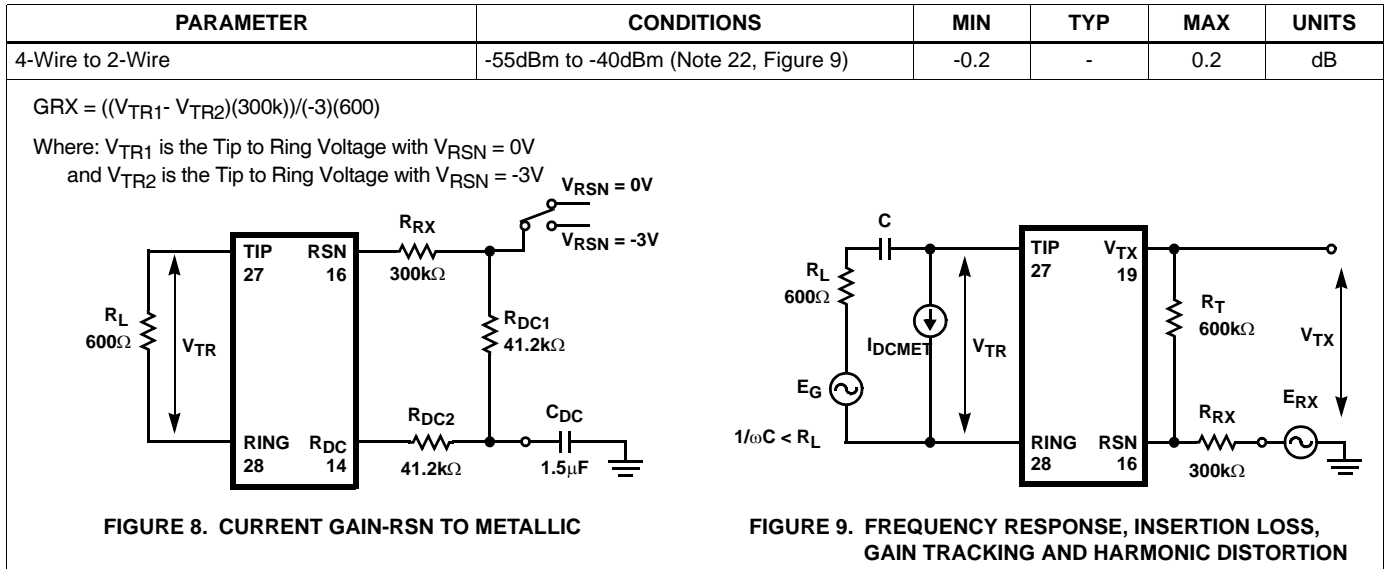 PARAMETER CONDITIONS MIN TYP MAX UNITS
4-Wire to 2-Wire -55dBm to -40dBm (Note 22, Figure 9) -0.2 - 0.2 dB
GRX = ((VTR1- VTR2)(300k))/(-3)(600)
Where: VTR1 is the Tip to Ring Voltage with VRSN = 0V
and VTR2 is the Tip to Ring Voltage with VRSN = -3V
VRSN = 0V
VRSN = -3V
RRX
300kΩ
TIP
27
RSN
16
RL
600Ω
VTR
RDC1
41.2kΩ
RING
28
RDC
14
RDC2
41.2kΩ
CDC
1.5μF
FIGURE 8. CURRENT GAIN-RSN TO METALLIC
C
RL
600Ω
IDCMET
VTR
EG
1/ωC < RL
TIP
27
VTX
19
RT
600kΩ
VTX
RING
28
RSN
16
RRX
300kΩ
ERX
FIGURE 9. FREQUENCY RESPONSE, INSERTION LOSS,
GAIN TRACKING AND HARMONIC DISTORTION